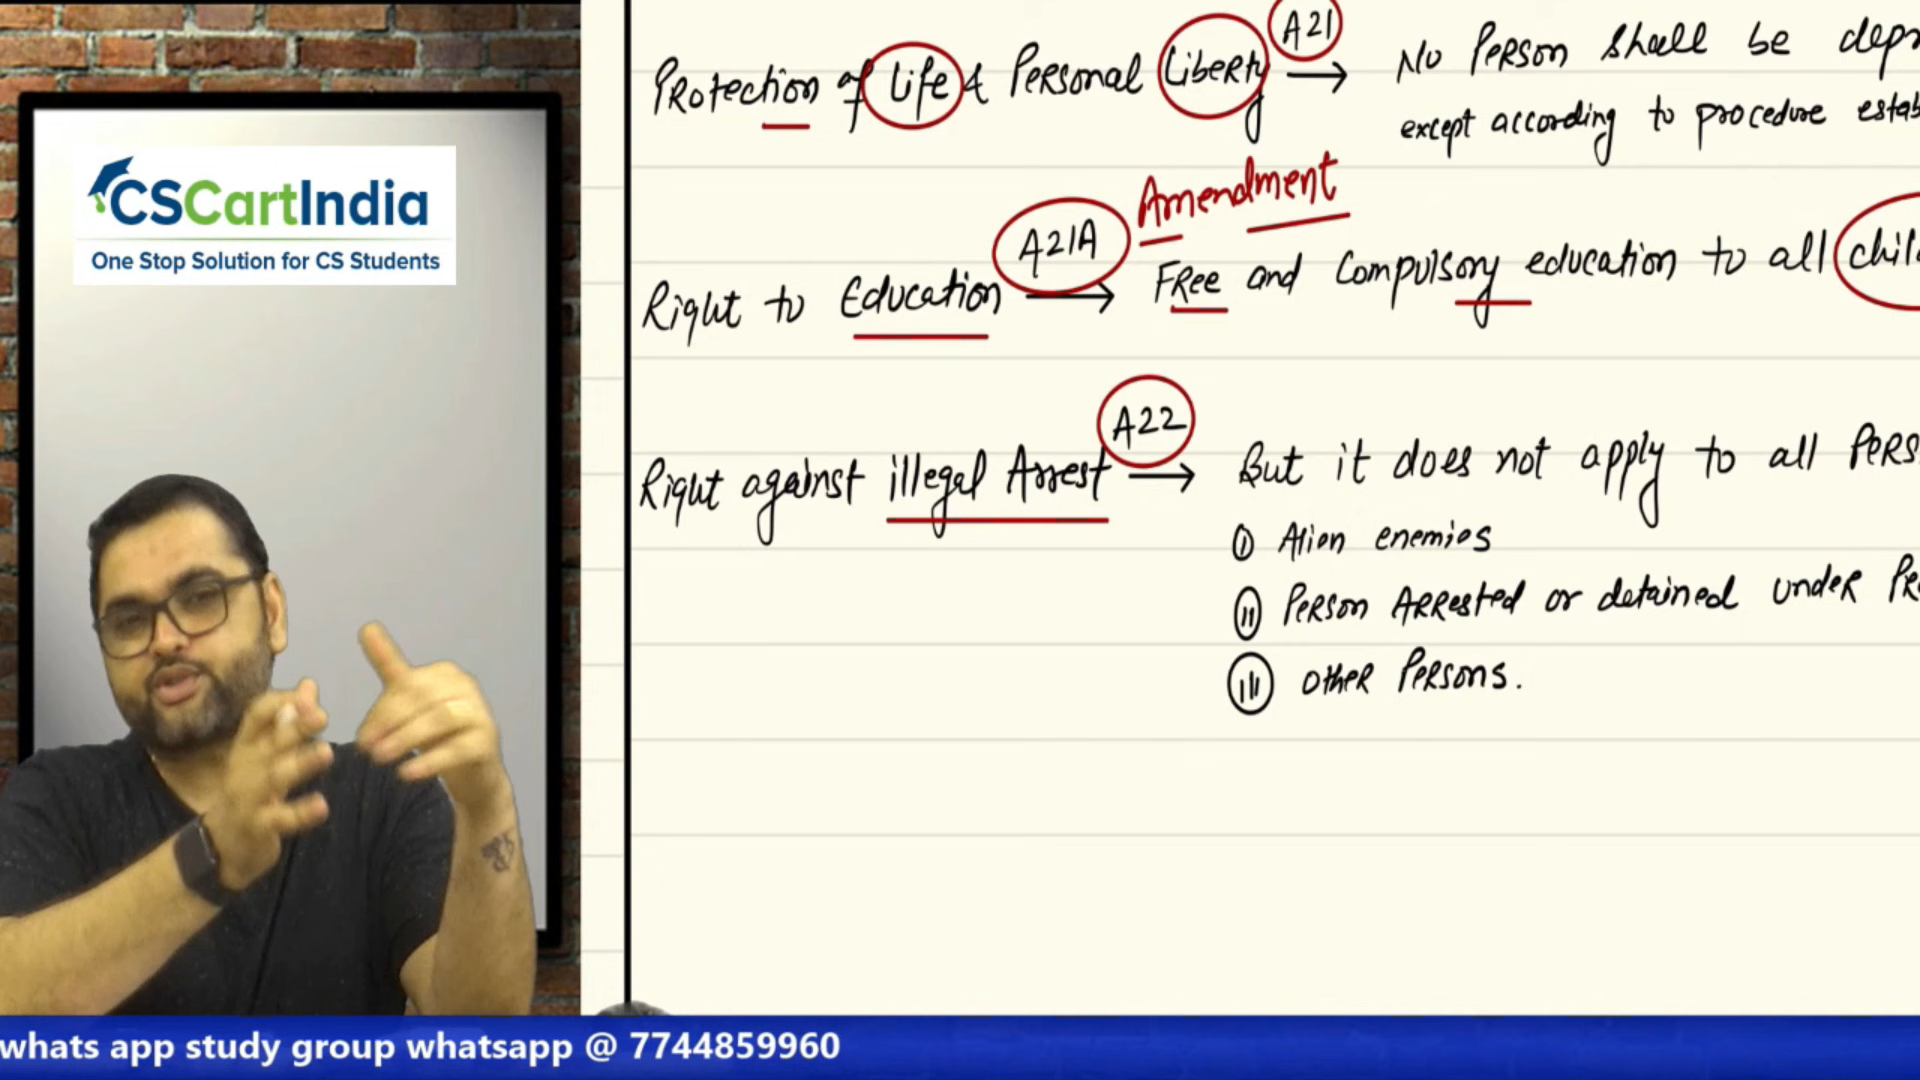 CSCartIndia
One Stop Solution for CS Students
A21
Protection of Life & Personal Liberty → No Person shall be
except according to procedure
Amendment
A21A
Right to Education → Free and Compulsory education to all
A22
Right against illegal Arrest → But it does not apply to all
(i) Alien enemies
(ii) Person Arrested or detained under
(iii) other Persons.
whats app study group whatsapp @ 7744859960